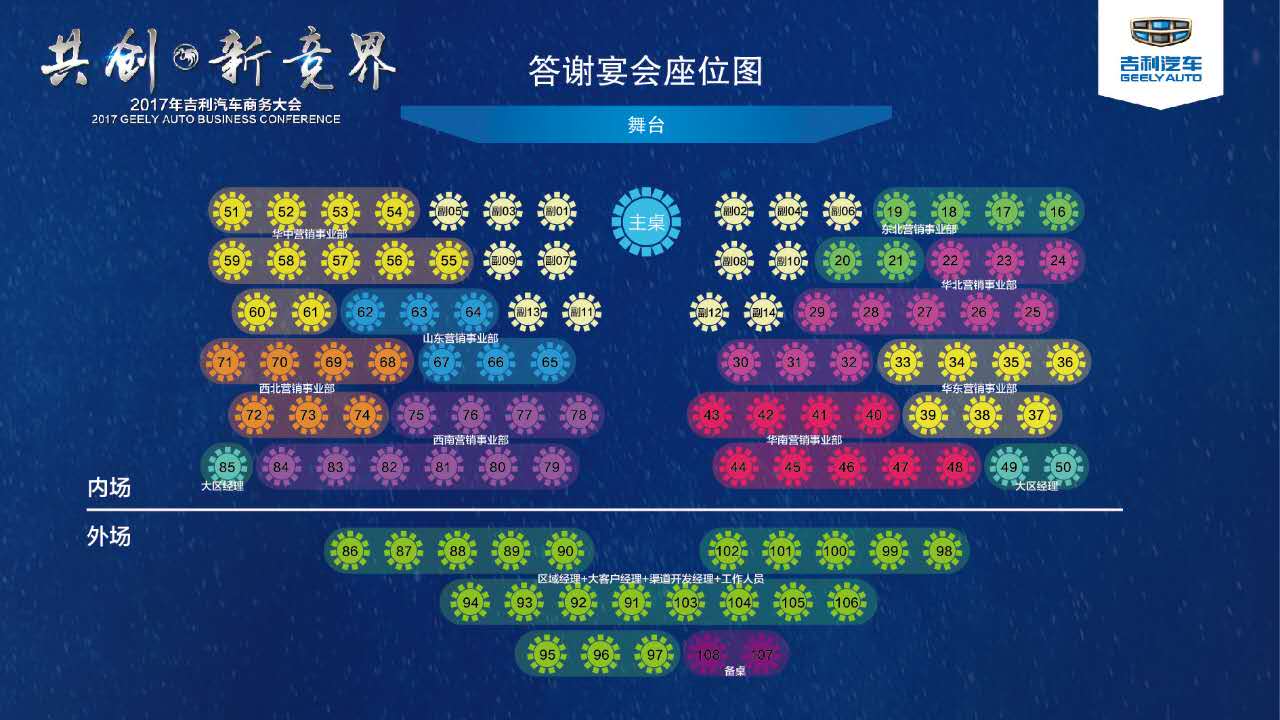 共创新竞界
2017年吉利汽车商务大会
2017 GEELY AUTO BUSINESS CONFERENCE
答谢宴会座位图
吉利汽车
GEELY AUTO
舞台
51 52 53 54 副05 副03 副01 主桌 副02 副04 副06 19 18 17 16
华中营销事业部 东北营销事业部
59 58 57 56 55 副09 副07 副08 副10 20 21 22 23 24
华北营销事业部
60 61 62 63 64 副13 副11 副12 副14 29 28 27 26 25
山东营销事业部
71 70 69 68 67 66 65 30 31 32 33 34 35 36
西北营销事业部 华东营销事业部
72 73 74 75 76 77 78 43 42 41 40 39 38 37
西南营销事业部 华南营销事业部
85 84 83 82 81 80 79 44 45 46 47 48 49 50
大区经理 大区经理
内场
外场
86 87 88 89 90 102 101 100 99 98
区域经理+大客户经理+渠道开发经理+工作人员
94 93 92 91 103 104 105 106
95 96 97 108 107
备桌